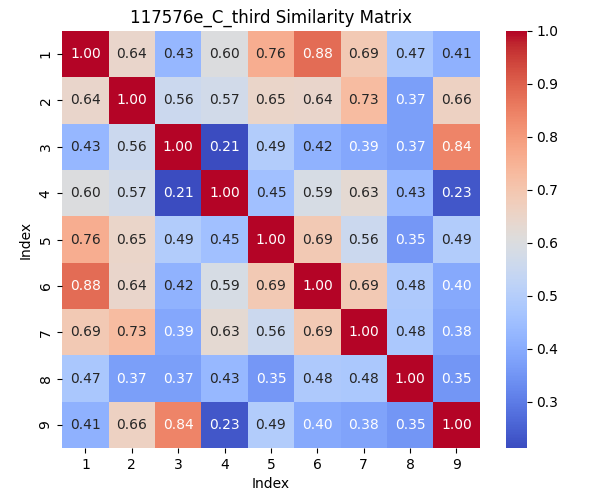 117576e_C_third Similarity Matrix
1 1.00 0.64 0.43 0.60 0.76 0.88 0.69 0.47 0.41
2 0.64 1.00 0.56 0.57 0.65 0.64 0.73 0.37 0.66
3 0.43 0.56 1.00 0.21 0.49 0.42 0.39 0.37 0.84
4 0.60 0.57 0.21 1.00 0.45 0.59 0.63 0.43 0.23
5 0.76 0.65 0.49 0.45 1.00 0.69 0.56 0.35 0.49
6 0.88 0.64 0.42 0.59 0.69 1.00 0.69 0.48 0.40
7 0.69 0.73 0.39 0.63 0.56 0.69 1.00 0.48 0.38
8 0.47 0.37 0.37 0.43 0.35 0.48 0.48 1.00 0.35
9 0.41 0.66 0.84 0.23 0.49 0.40 0.38 0.35 1.00
1 2 3 4 5 6 7 8 9
Index
Index
1.0
0.9
0.8
0.7
0.6
0.5
0.4
0.3